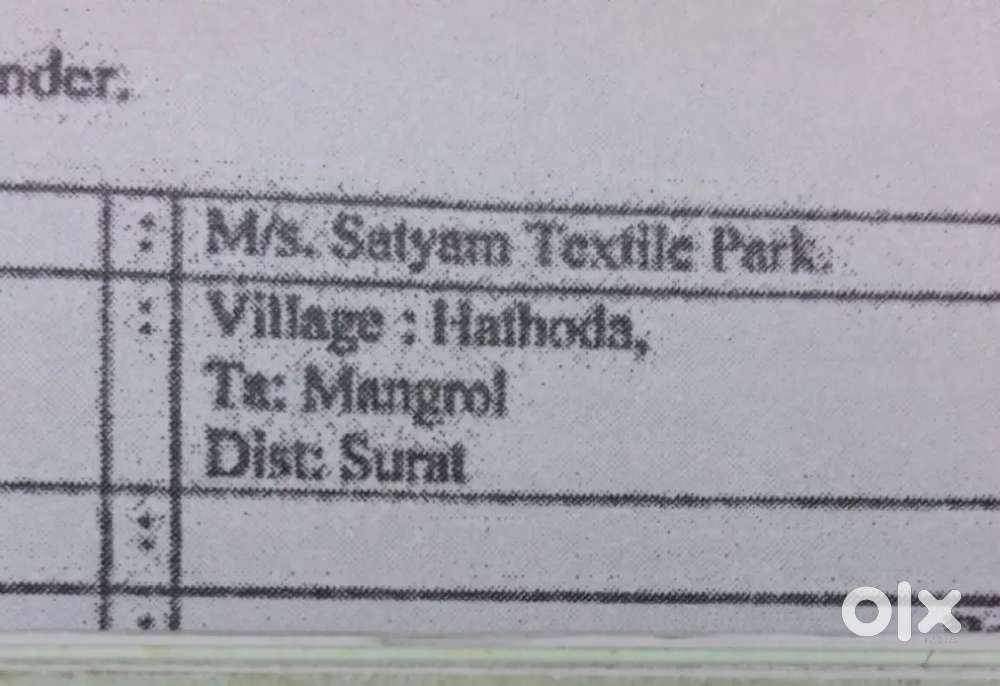 nder.
: M/s. Satyam Textile Park.
: Village : Hathoda,
Ta: Mangrol
Dist: Surat
:
:
olx